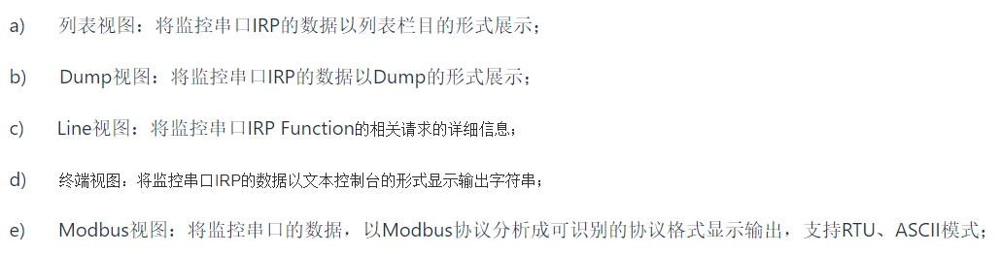 a) 列表视图：将监控串口IRP的数据以列表栏目的形式展示；
b) Dump视图：将监控串口IRP的数据以Dump的形式展示；
c) Line视图：将监控串口IRP Function的相关请求的详细信息；
d) 终端视图：将监控串口IRP的数据以文本控制台的形式显示输出字符串；
e) Modbus视图：将监控串口的数据，以Modbus协议分析成可识别的协议格式显示输出，支持RTU、ASCII模式；